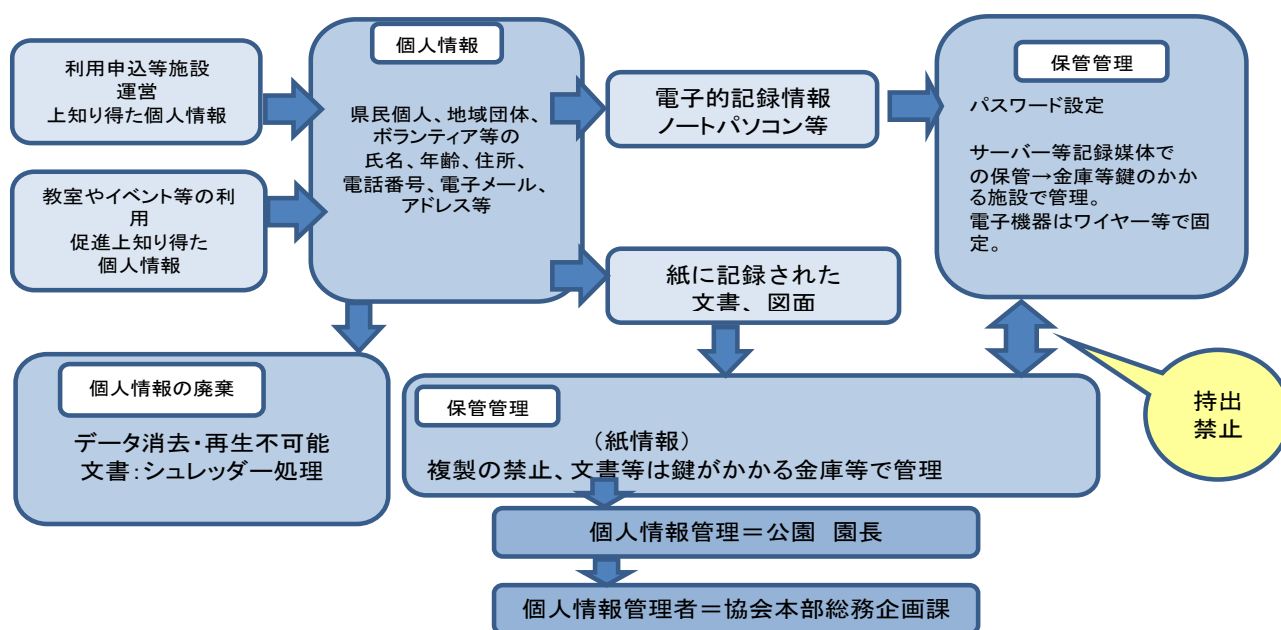 利用申込等施設
運営
上知り得た個人情報
教室やイベント等の利
用
促進上知り得た
個人情報
個人情報
県民個人、地域団体、
ボランティア等の
氏名、年齢、住所、
電話番号、電子メール、
アドレス等
電子的記録情報
ノートパソコン等
紙に記録された
文書、図面
保管管理
パスワード設定
サーバー等記録媒体で
の保管→金庫等鍵のかか
る施設で管理。
電子機器はワイヤー等で固
定。
持出
禁止
個人情報の廃棄
データ消去・再生不可能
文書：シュレッダー処理
保管管理
（紙情報）
複製の禁止、文書等は鍵がかかる金庫等で管理
個人情報管理＝公園　園長
個人情報管理者＝協会本部総務企画課